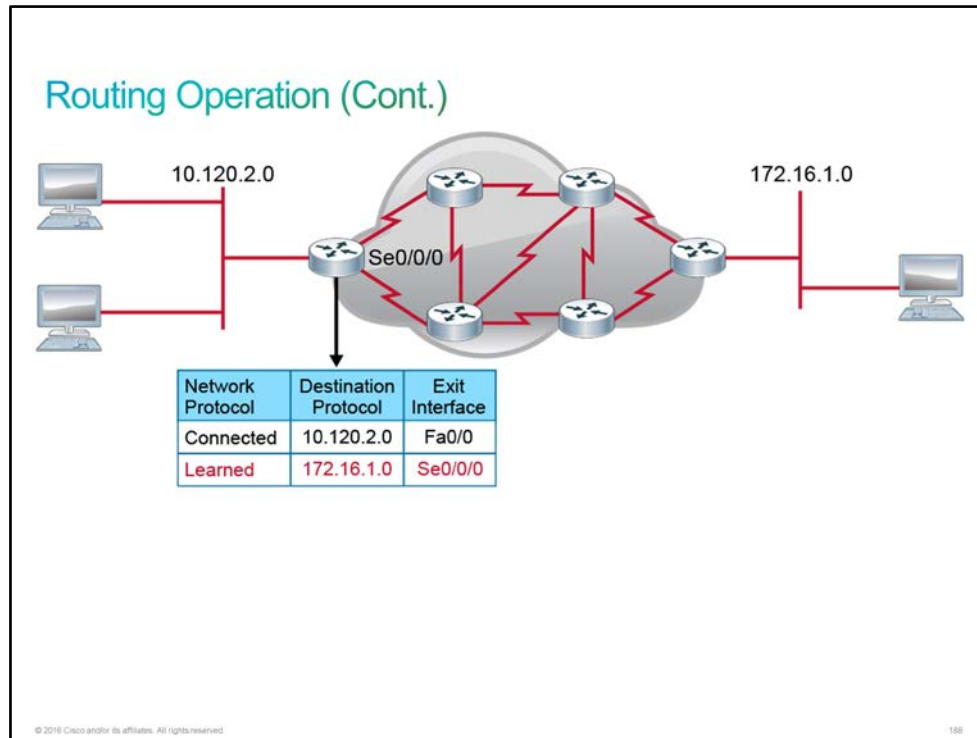 Routing Operation (Cont.)
10.120.2.0
172.16.1.0
Se0/0/0
Network Protocol Destination Protocol Exit Interface
Connected 10.120.2.0 Fa0/0
Learned 172.16.1.0 Se0/0/0
© 2016 Cisco and/or its affiliates. All rights reserved.
188